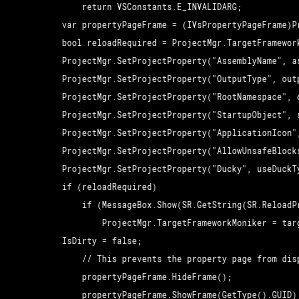 return VSConstants.E_INVALIDARG;
var propertyPageFrame = (IVsPropertyPageFrame)Pr
bool reloadRequired = ProjectMgr.TargetFramework
ProjectMgr.SetProjectProperty("AssemblyName", as
ProjectMgr.SetProjectProperty("OutputType", outp
ProjectMgr.SetProjectProperty("RootNamespace", d
ProjectMgr.SetProjectProperty("StartupObject", s
ProjectMgr.SetProjectProperty("ApplicationIcon",
ProjectMgr.SetProjectProperty("AllowUnsafeBlocks
ProjectMgr.SetProjectProperty("Ducky", useDuckTy
if (reloadRequired)
if (MessageBox.Show(SR.GetString(SR.ReloadPr
ProjectMgr.TargetFrameworkMoniker = targ
IsDirty = false;
// This prevents the property page from disp
propertyPageFrame.HideFrame();
propertyPageFrame.ShowFrame(GetType().GUID)